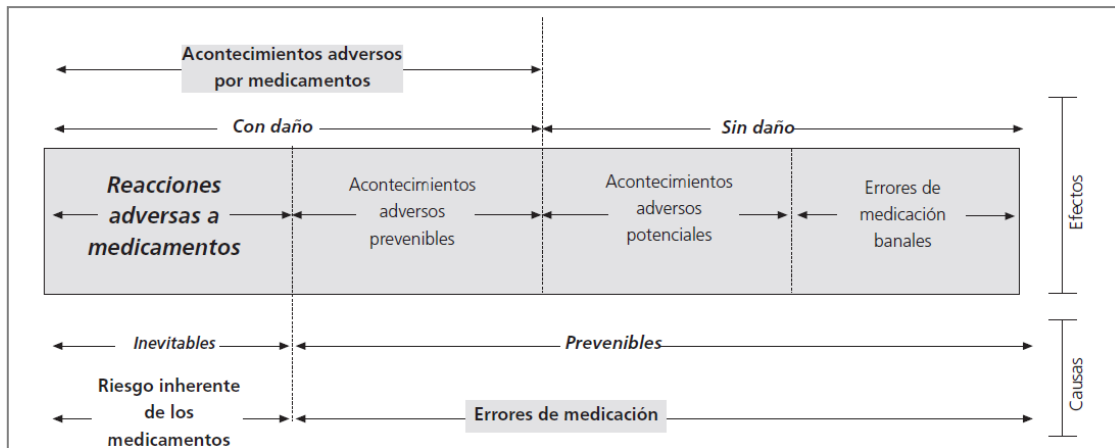 Acontecimientos adversos
por medicamentos
Con daño
Sin daño
Reacciones
adversas a
medicamentos
Acontecimientos
adversos
prevenibles
Acontecimientos
adversos
potenciales
Errores de
medicación
banales
Efectos
Inevitables
Prevenibles
Riesgo inherente
de los
medicamentos
Errores de medicación
Causas